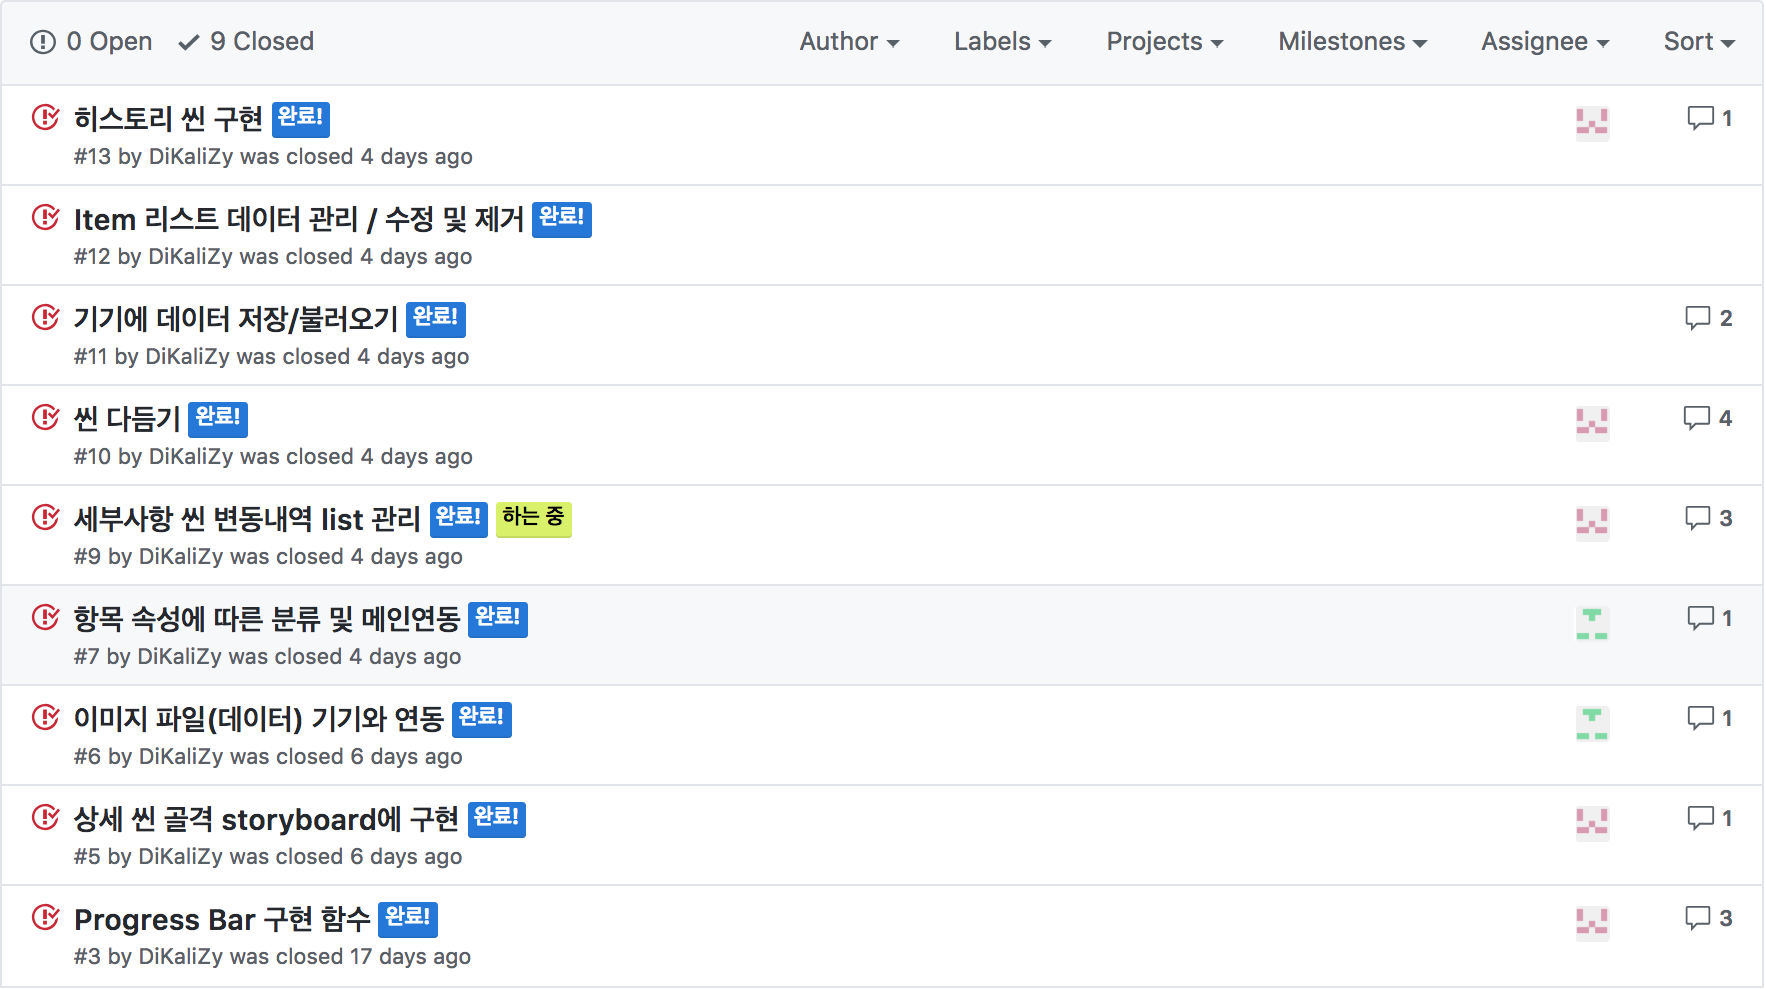 0 Open 9 Closed Author Labels Projects Milestones Assignee Sort
히스토리 씬 구현 완료! 1
#13 by DiKaliZy was closed 4 days ago
Item 리스트 데이터 관리 / 수정 및 제거 완료!
#12 by DiKaliZy was closed 4 days ago
기기에 데이터 저장/불러오기 완료! 2
#11 by DiKaliZy was closed 4 days ago
씬 다듬기 완료! 4
#10 by DiKaliZy was closed 4 days ago
세부사항 씬 변동내역 list 관리 완료! 하는 중 3
#9 by DiKaliZy was closed 4 days ago
항목 속성에 따른 분류 및 메인연동 완료! 1
#7 by DiKaliZy was closed 4 days ago
이미지 파일(데이터) 기기와 연동 완료! 1
#6 by DiKaliZy was closed 6 days ago
상세 씬 골격 storyboard에 구현 완료! 1
#5 by DiKaliZy was closed 6 days ago
Progress Bar 구현 함수 완료! 3
#3 by DiKaliZy was closed 17 days ago